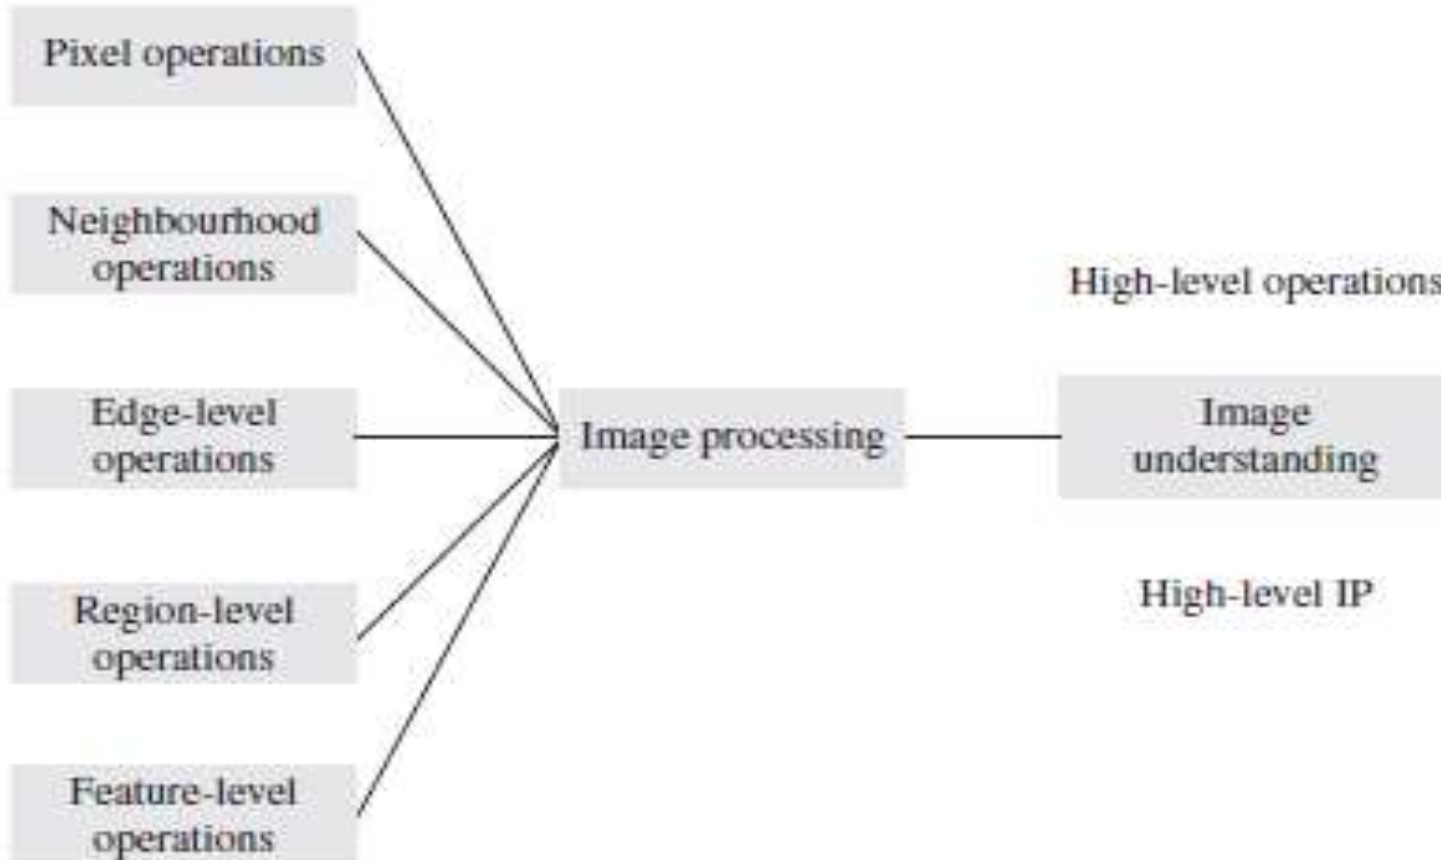 Pixel operations
Neighbourhood
operations
Edge-level
operations
Region-level
operations
Feature-level
operations
Image processing
High-level operations
Image
understanding
High-level IP